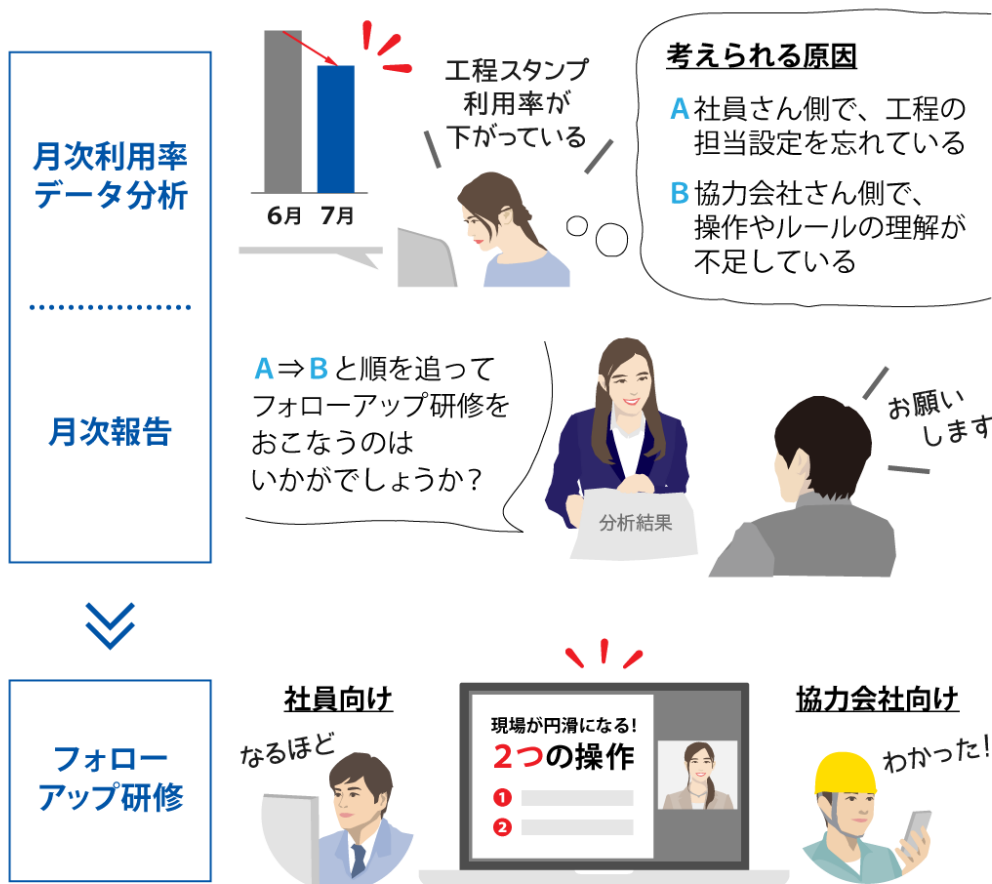 月次利用率
データ分析
6月 7月
工程スタンプ
利用率が
下がっている
考えられる原因
A 社員さん側で、工程の
担当設定を忘れている
B 協力会社さん側で、
操作やルールの理解が
不足している
月次報告
A⇒Bと順を追って
フォローアップ研修を
おこなうのは
いかがでしょうか?
分析結果
お願い
します
フォロー
アップ研修
社員向け
なるほど
現場が円滑になる!
2つの操作
1
2
協力会社向け
わかった!